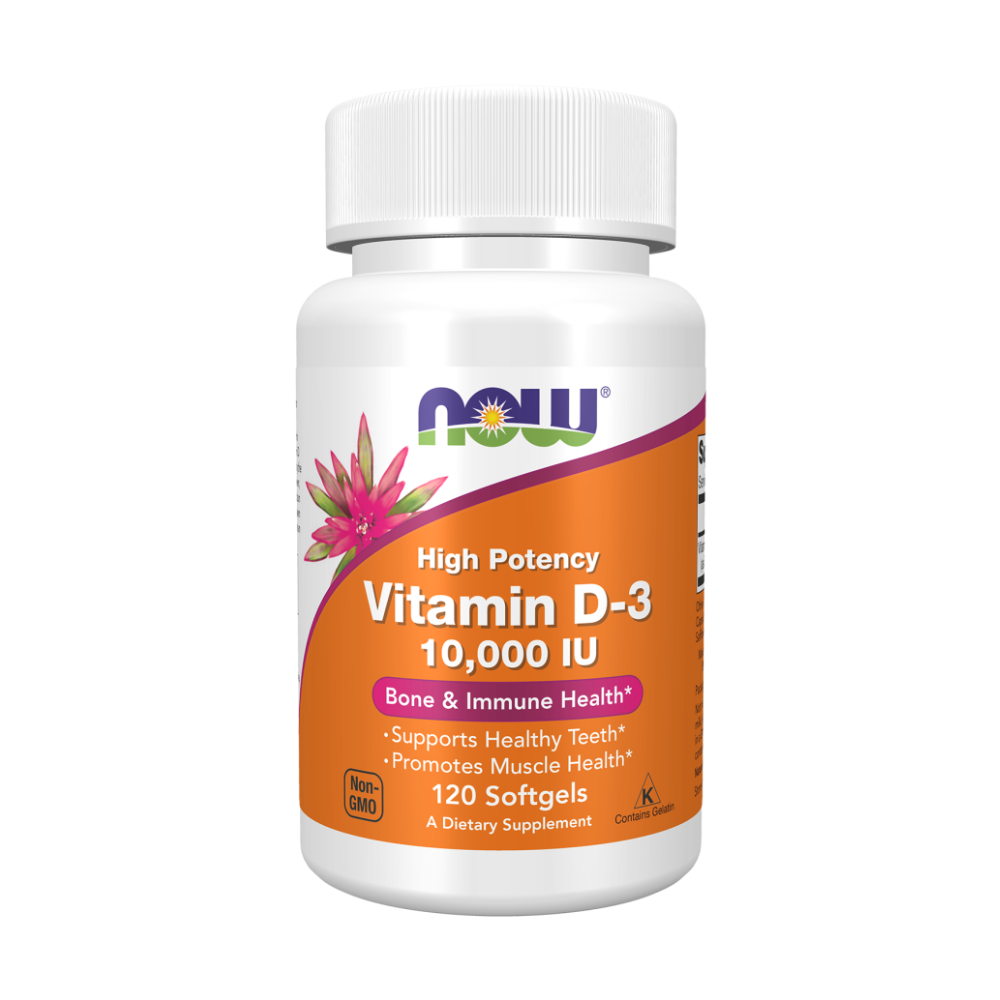 NOW®
High Potency
Vitamin D-3
10,000 IU
Bone & Immune Health*
•Supports Healthy Teeth*
•Promotes Muscle Health*
120 Softgels
A Dietary Supplement
Non-
GMO
K
Contains Gelatin